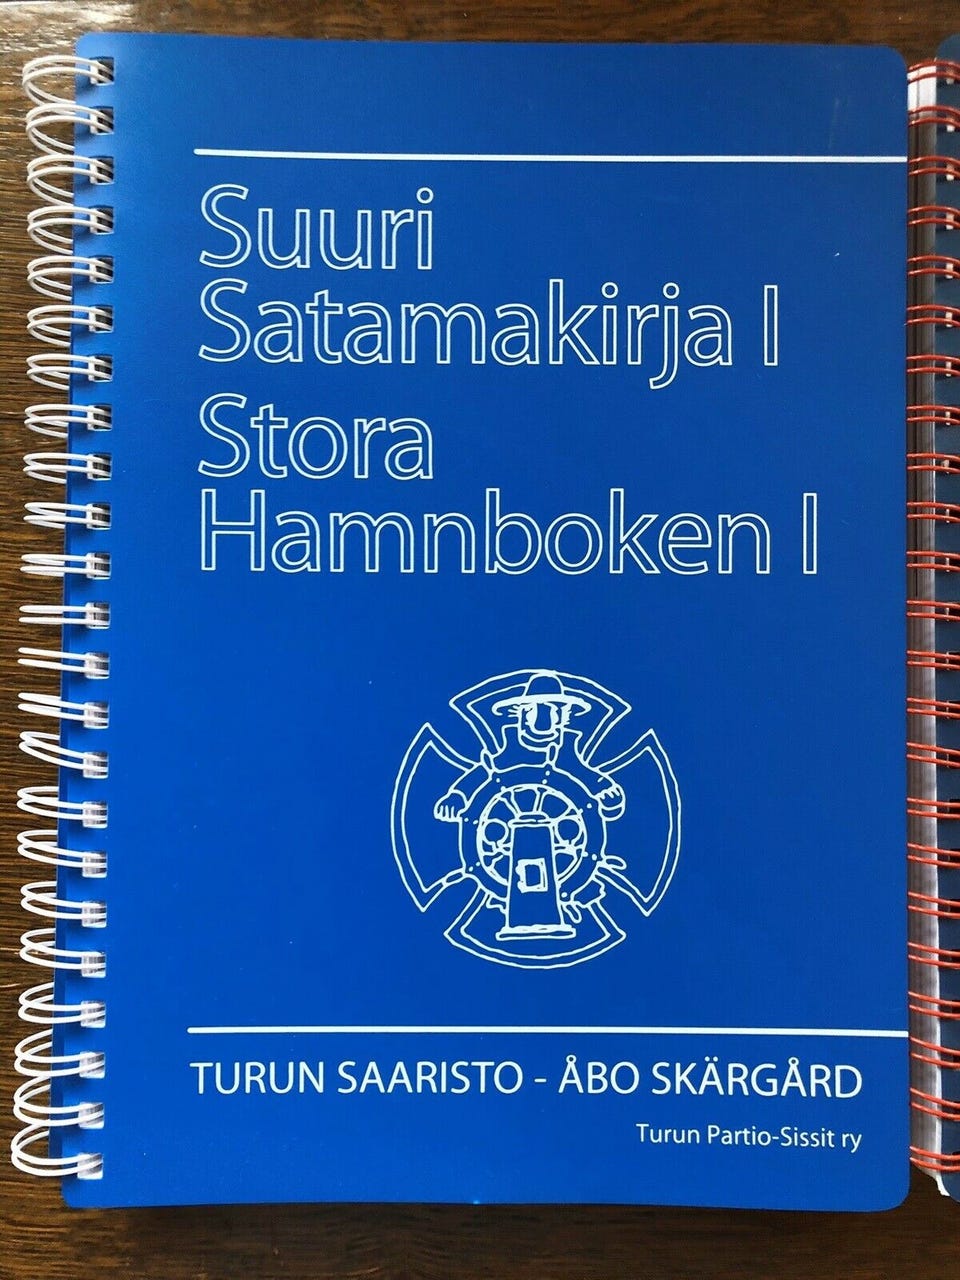 Suuri
Satamakirja I
Stora
Hamnboken I
TURUN SAARISTO - ÅBO SKÄRGÅRD
Turun Partio-Sissit ry